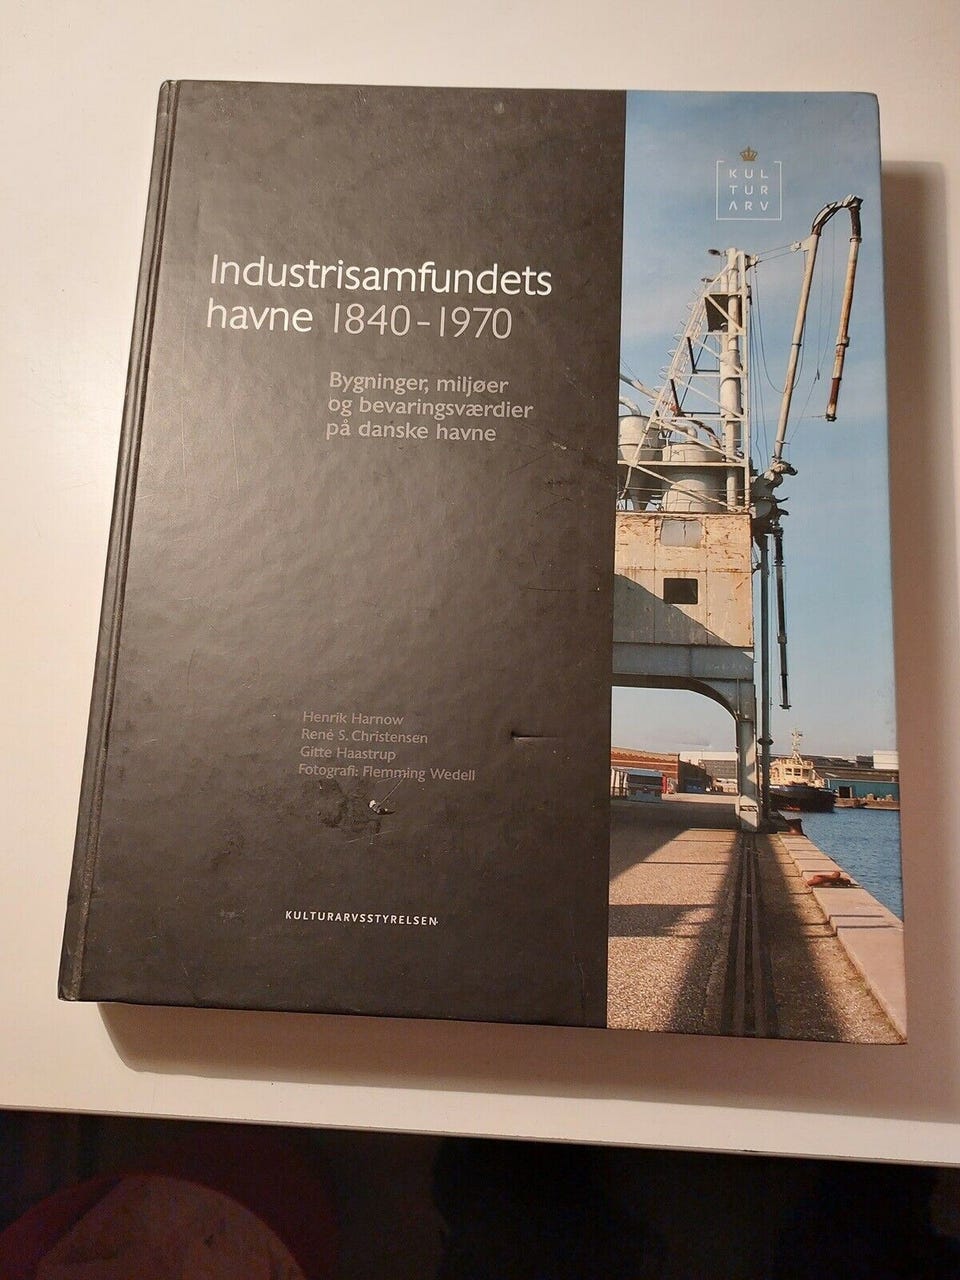 KUL
TUR
ARV
Industrisamfundets
havne 1840-1970
Bygninger, miljøer
og bevaringsværdier
på danske havne
Henrik Harnow
René S. Christensen
Gitte Haastrup
Fotografi: Flemming Wedell
KULTURARVSSTYRELSEN